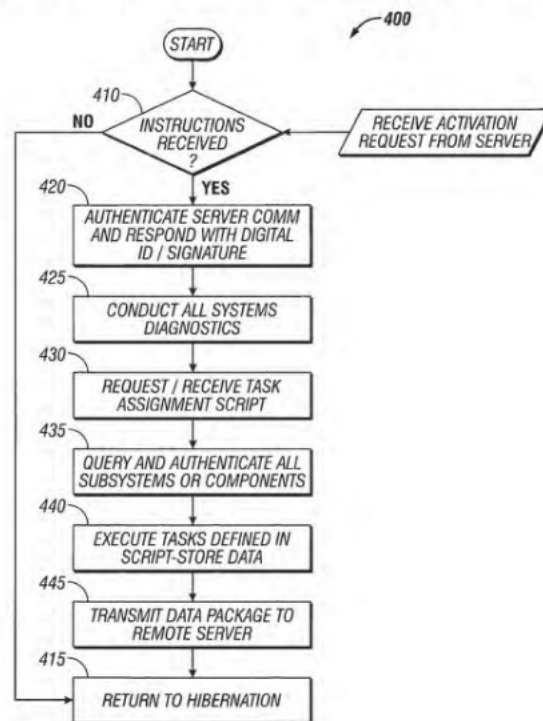 400
START
410
INSTRUCTIONS
RECEIVED
?
NO
RECEIVE ACTIVATION
REQUEST FROM SERVER
YES
420
AUTHENTICATE SERVER COMM
AND RESPOND WITH DIGITAL
ID / SIGNATURE
425
CONDUCT ALL SYSTEMS
DIAGNOSTICS
430
REQUEST / RECEIVE TASK
ASSIGNMENT SCRIPT
435
QUERY AND AUTHENTICATE ALL
SUBSYSTEMS OR COMPONENTS
440
EXECUTE TASKS DEFINED IN
SCRIPT-STORE DATA
445
TRANSMIT DATA PACKAGE TO
REMOTE SERVER
415
RETURN TO HIBERNATION